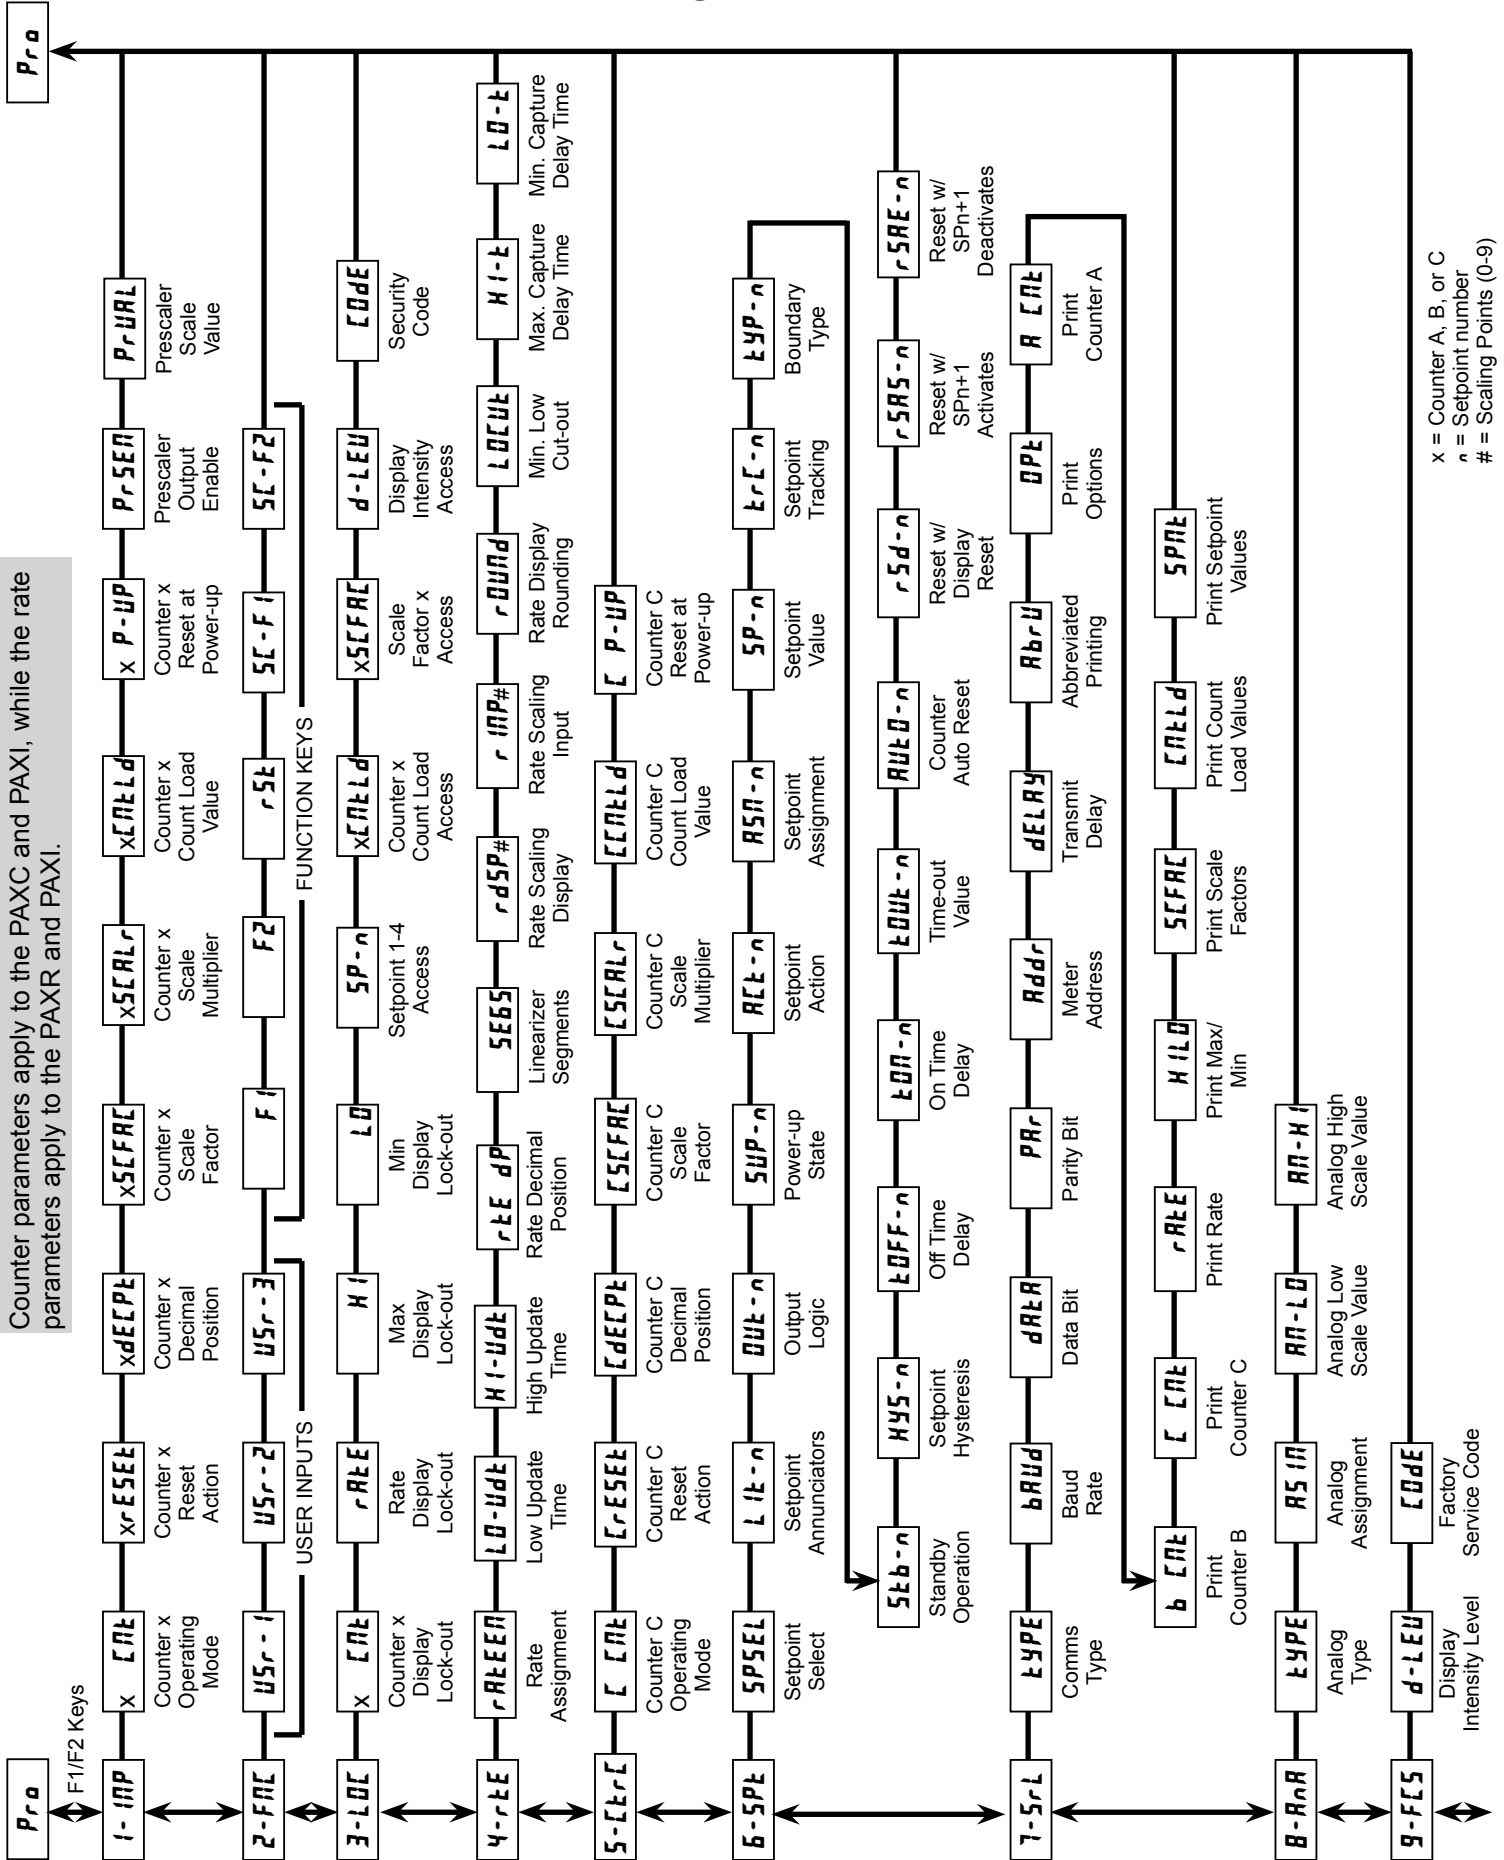 Counter parameters apply to the PAXC and PAXI, while the rate
parameters apply to the PAXR and PAXI.
Pro
F1/F2 Keys
Pro
1-INP
x CNt
Counter x
Operating
Mode
xrESEt
Counter x
Reset
Action
xdECPt
Counter x
Decimal
Position
xSCFAC
Counter x
Scale
Factor
xSCALr
Counter x
Scale
Multiplier
xCNtLd
Counter x
Count Load
Value
x P-UP
Counter x
Reset at
Power-up
PrSEN
Prescaler
Output
Enable
PrVAL
Prescaler
Scale
Value
2-FNC
USr-1
USr-2
USr-3
USER INPUTS
F1
F2
rSt
SC-F1
SC-F2
FUNCTION KEYS
3-LOC
x CNt
Counter x
Display
Lock-out
rAtE
Rate
Display
Lock-out
HI
Max
Display
Lock-out
LO
Min
Display
Lock-out
SP-n
Setpoint 1-4
Access
xCNtLd
Counter x
Count Load
Access
xSCFAC
Scale
Factor x
Access
d-LEV
Display
Intensity
Access
CODE
Security
Code
4-rtE
rAtEEN
Rate
Assignment
LO-Udt
Low Update
Time
HI-Udt
High Update
Time
rtE dP
Rate Decimal
Position
SEGS
Linearizer
Segments
rdSP#
Rate Scaling
Display
r INP#
Rate Scaling
Input
rOUNd
Rate Display
Rounding
LOCUt
Min. Low
Cut-out
HI-t
Max. Capture
Delay Time
LO-t
Min. Capture
Delay Time
5-CtrC
C CNt
Counter C
Operating
Mode
CrESEt
Counter C
Reset
Action
CdECPt
Counter C
Decimal
Position
CSCFAC
Counter C
Scale
Factor
CSCALr
Counter C
Scale
Multiplier
CCNtLd
Counter C
Count Load
Value
C P-UP
Counter C
Reset at
Power-up
6-SPt
SPSEL
Setpoint
Select
LIt-n
Setpoint
Annunciators
OUt-n
Output
Logic
SUP-n
Power-up
State
ACt-n
Setpoint
Action
ASN-n
Setpoint
Assignment
SP-n
Setpoint
Value
trC-n
Setpoint
Tracking
tYP-n
Boundary
Type
Stb-n
Standby
Operation
HYS-n
Setpoint
Hysteresis
tOFF-n
Off Time
Delay
tON-n
On Time
Delay
tOUt-n
Time-out
Value
AUtO-n
Counter
Auto Reset
rSd-n
Reset w/
Display
Reset
rSAS-n
Reset w/
SPn+1
Activates
rSAE-n
Reset w/
SPn+1
Deactivates
7-SrL
tYPE
Comms
Type
bAUd
Baud
Rate
dAtA
Data Bit
PAr
Parity Bit
Addr
Meter
Address
dELAY
Transmit
Delay
AbrV
Abbreviated
Printing
OPt
Print
Options
A CNt
Print
Counter A
b CNt
Print
Counter B
C CNt
Print
Counter C
rAtE
Print Rate
HILO
Print Max/
Min
SCFAC
Print Scale
Factors
CNtLd
Print Count
Load Values
SPNt
Print Setpoint
Values
8-AnA
tYPE
Analog
Type
ASIN
Analog
Assignment
AN-LO
Analog Low
Scale Value
AN-HI
Analog High
Scale Value
9-FCS
d-LEV
Display
Intensity Level
COdE
Factory
Service Code
x = Counter A, B, or C
n = Setpoint number
# = Scaling Points (0-9)